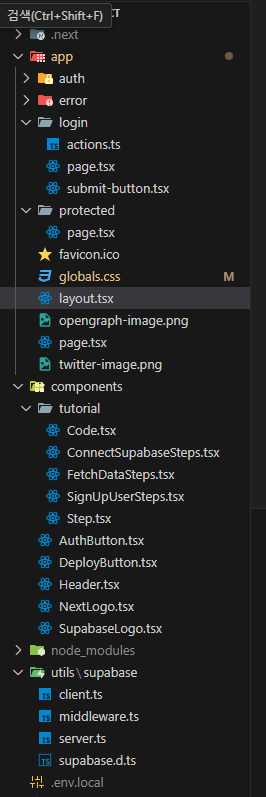 검색(Ctrl+Shift+F)
CT
.next
app
auth
error
login
actions.ts
page.tsx
submit-button.tsx
protected
page.tsx
favicon.ico
globals.css M
layout.tsx
opengraph-image.png
page.tsx
twitter-image.png
components
tutorial
Code.tsx
ConnectSupabaseSteps.tsx
FetchDataSteps.tsx
SignUpUserSteps.tsx
Step.tsx
AuthButton.tsx
DeployButton.tsx
Header.tsx
NextLogo.tsx
SupabaseLogo.tsx
node_modules
utils\supabase
client.ts
middleware.ts
server.ts
supabase.d.ts
.env.local